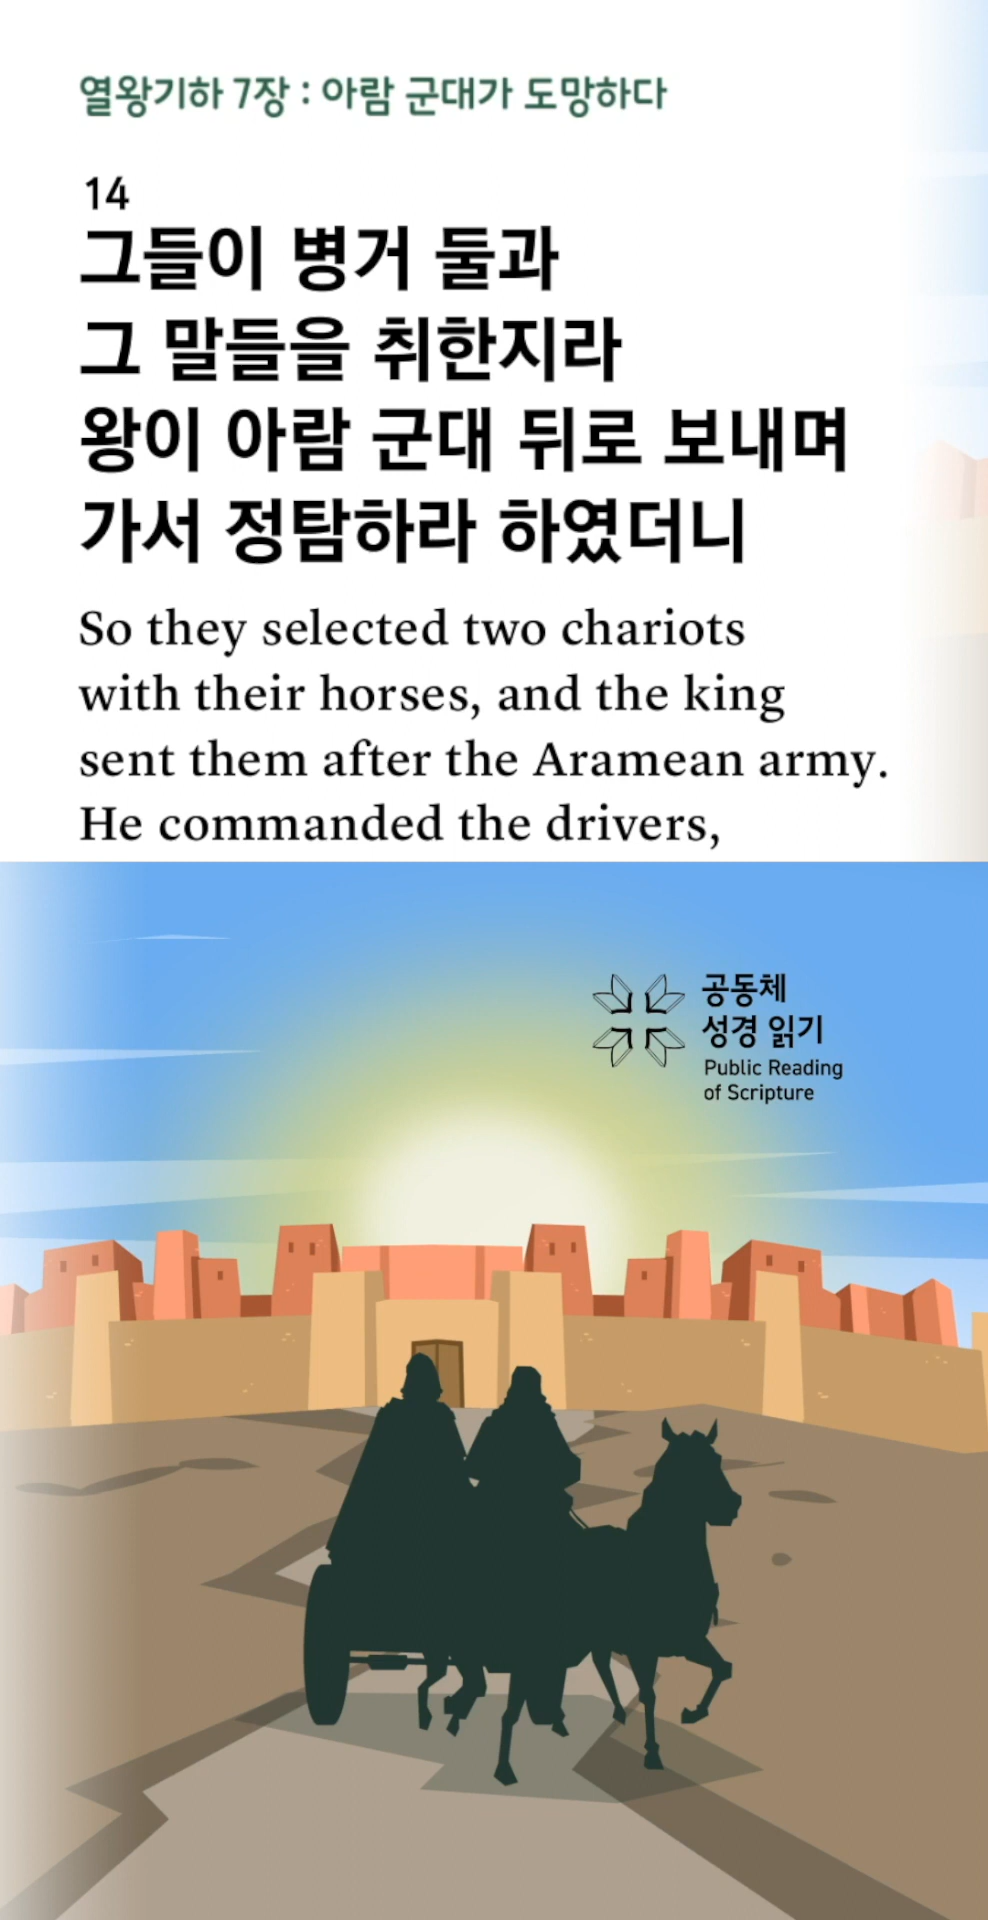 열왕기하 7장 : 아람 군대가 도망하다
14
그들이 병거 둘과
그 말들을 취한지라
왕이 아람 군대 뒤로 보내며
가서 정탐하라 하였더니
So they selected two chariots
with their horses, and the king
sent them after the Aramean army.
He commanded the drivers,
공동체
성경 읽기
Public Reading
of Scripture